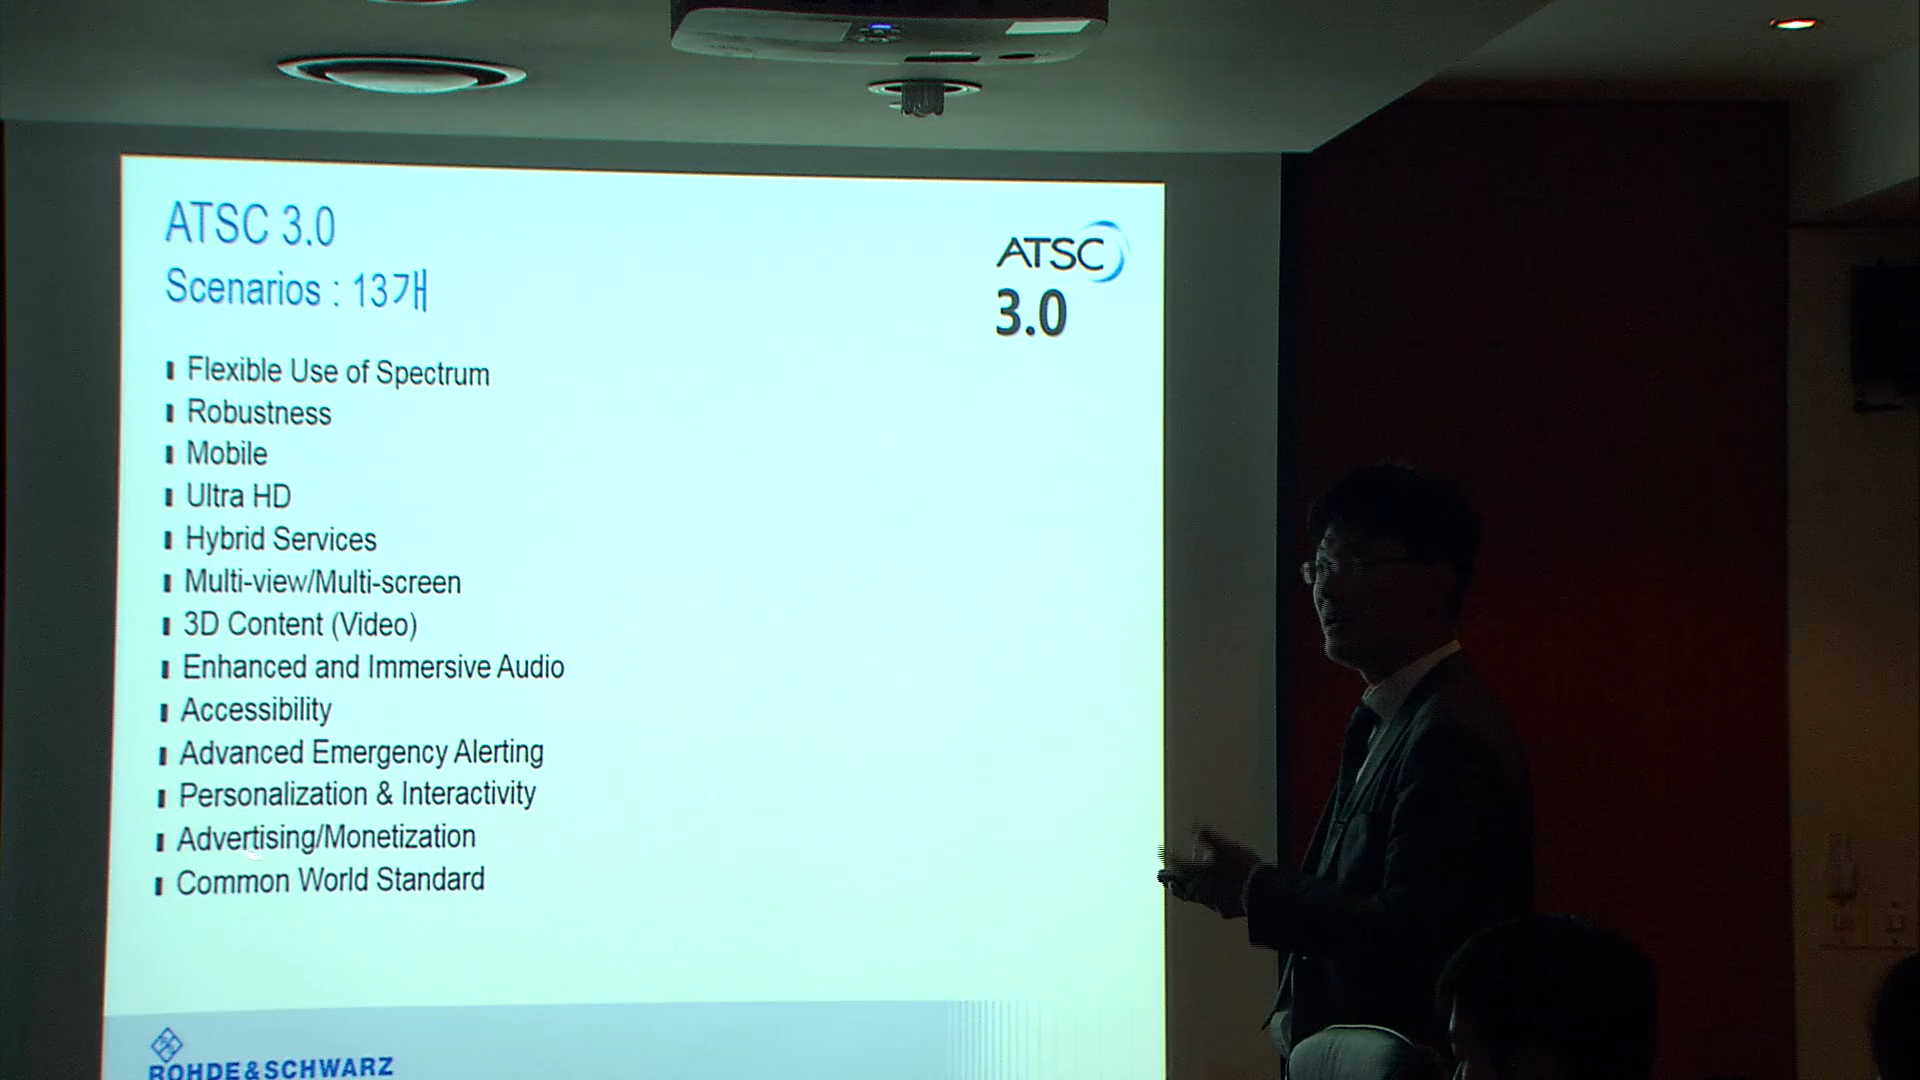 ATSC 3.0
Scenarios : 13개
ATSC
3.0
Flexible Use of Spectrum
Robustness
Mobile
Ultra HD
Hybrid Services
Multi-view/Multi-screen
3D Content (Video)
Enhanced and Immersive Audio
Accessibility
Advanced Emergency Alerting
Personalization & Interactivity
Advertising/Monetization
Common World Standard
ROHDE&SCHWARZ